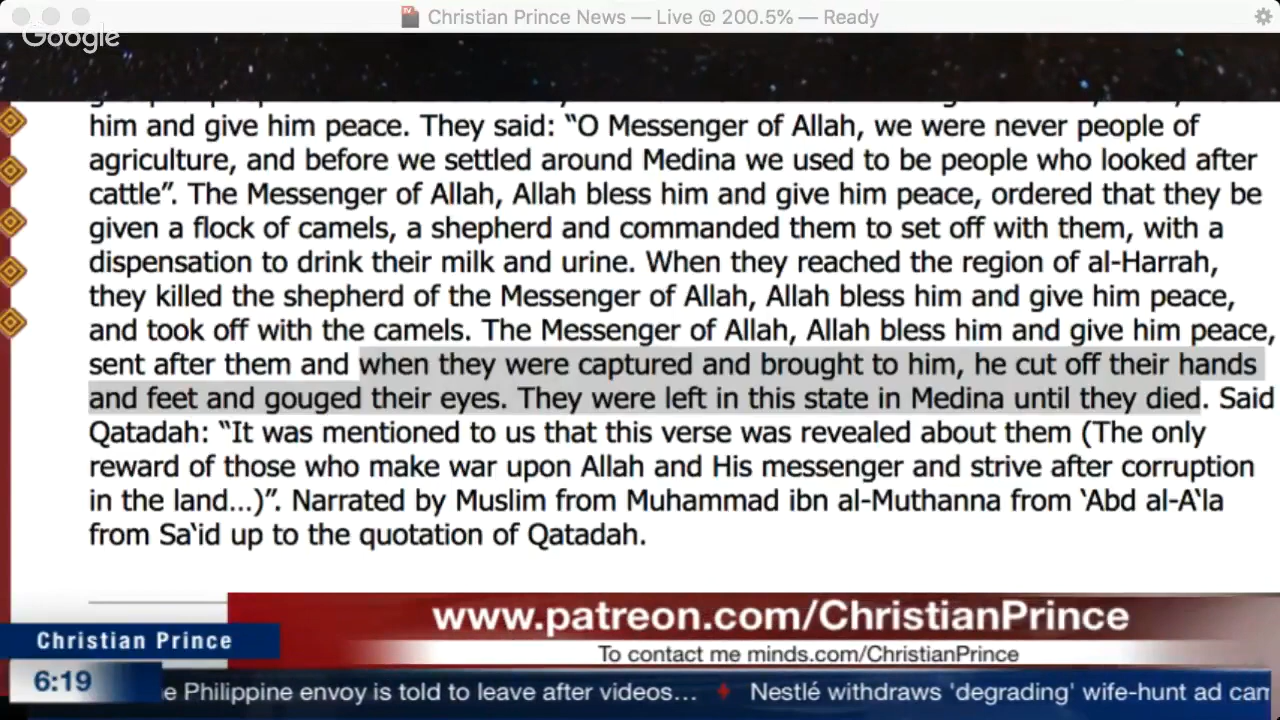 Christian Prince News — Live @ 200.5% — Ready
Google
him and give him peace. They said: “O Messenger of Allah, we were never people of
agriculture, and before we settled around Medina we used to be people who looked after
cattle”. The Messenger of Allah, Allah bless him and give him peace, ordered that they be
given a flock of camels, a shepherd and commanded them to set off with them, with a
dispensation to drink their milk and urine. When they reached the region of al-Harrah,
they killed the shepherd of the Messenger of Allah, Allah bless him and give him peace,
and took off with the camels. The Messenger of Allah, Allah bless him and give him peace,
sent after them and when they were captured and brought to him, he cut off their hands
and feet and gouged their eyes. They were left in this state in Medina until they died. Said
Qatadah: “It was mentioned to us that this verse was revealed about them (The only
reward of those who make war upon Allah and His messenger and strive after corruption
in the land...)”. Narrated by Muslim from Muhammad ibn al-Muthanna from ‘Abd al-A‘la
from Sa‘id up to the quotation of Qatadah.
www.patreon.com/ChristianPrince
Christian Prince
To contact me minds.com/ChristianPrince
6:19
e Philippine envoy is told to leave after videos... ♦ Nestlé withdraws 'degrading' wife-hunt ad cam